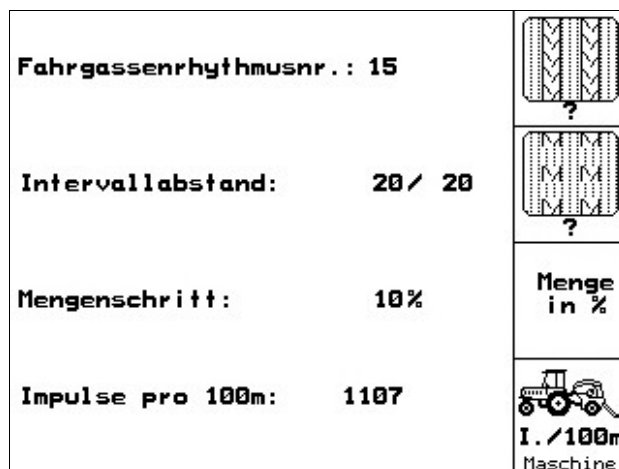 Fahrgassenrhythmusnr.: 15
?
Intervallabstand: 20/ 20
?
Mengenschritt: 10%
Menge
in %
Impulse pro 100m: 1107
I./100m
Maschine